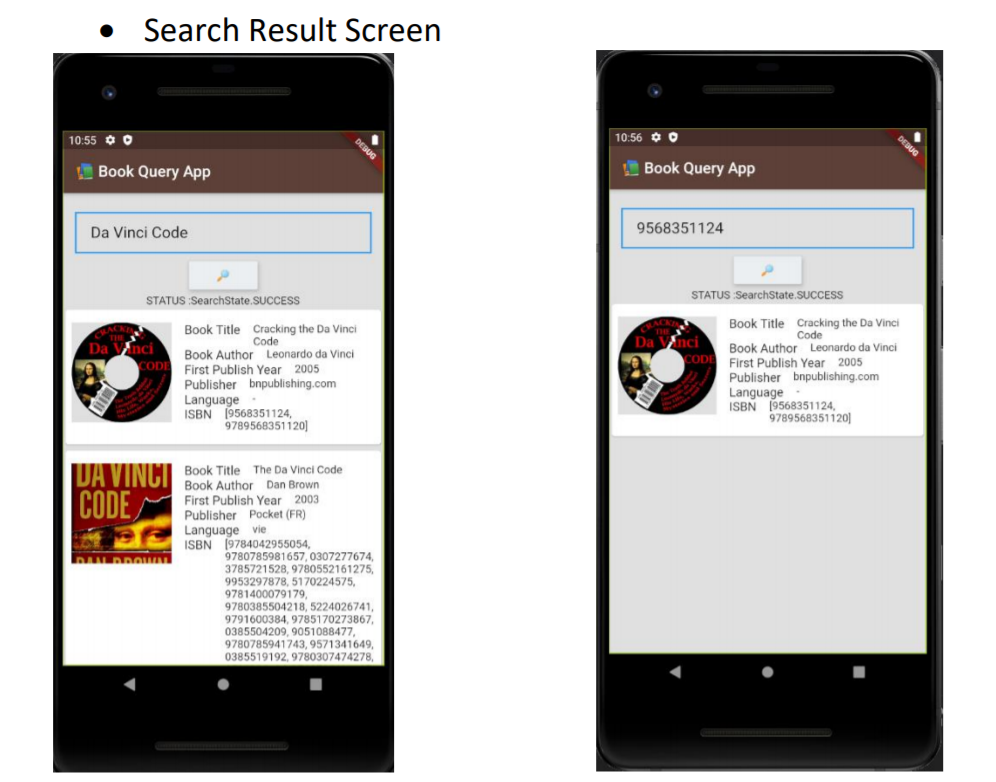 • Search Result Screen
10:55
DEBUG
Book Query App
Da Vinci Code
STATUS :SearchState.SUCCESS
CRACKING
THE
Da Vinci
CODE
Book Title Cracking the Da Vinci
Code
Book Author Leonardo da Vinci
First Publish Year 2005
Publisher bnpublishing.com
Language -
ISBN [9568351124,
9789568351120]
DA VINCI
CODE
DAN BROWN
Book Title The Da Vinci Code
Book Author Dan Brown
First Publish Year 2003
Publisher Pocket (FR)
Language vie
ISBN [9784042955054,
9780785981657, 0307277674,
3785721528, 9780552161275,
9953297878, 5170224575,
9781400079179,
9780385504218, 5224026741,
9791600384, 9785170273867,
0385504209, 9051088477,
9780785941743, 9571341649,
0385519192, 9780307474278,
10:56
DEBUG
Book Query App
9568351124
STATUS :SearchState.SUCCESS
CRACKING
THE
Da Vinci
CODE
Book Title Cracking the Da Vinci
Code
Book Author Leonardo da Vinci
First Publish Year 2005
Publisher bnpublishing.com
Language -
ISBN [9568351124,
9789568351120]